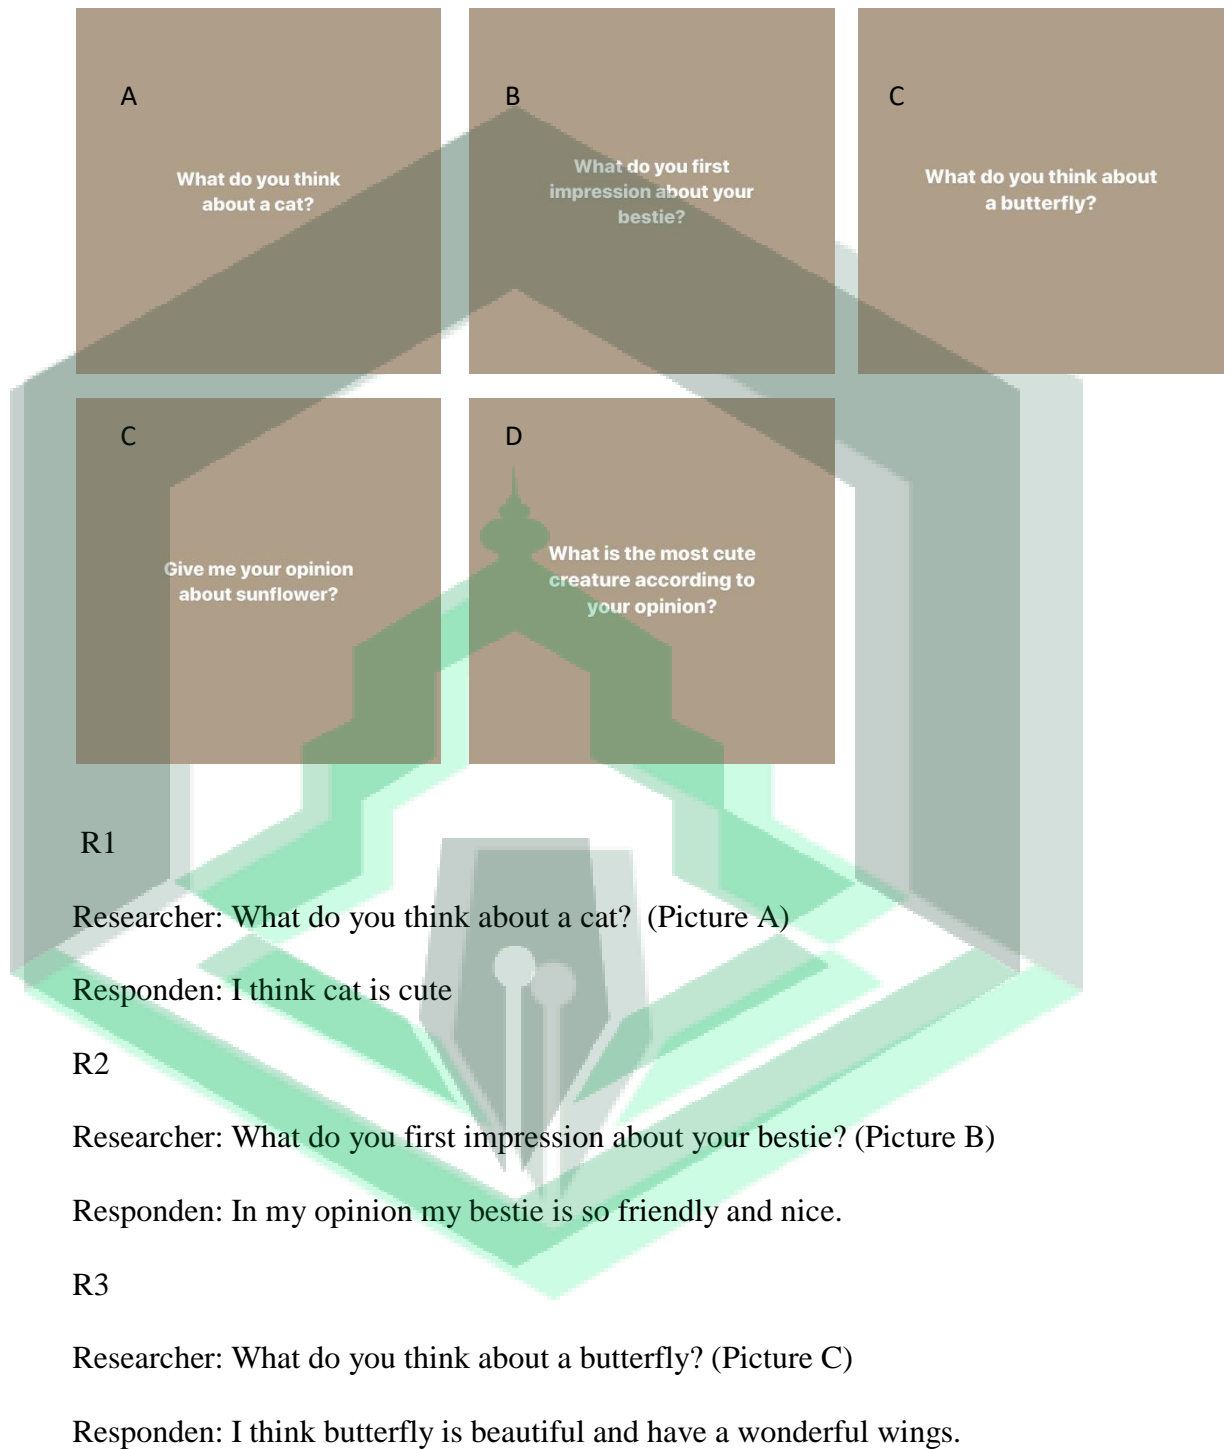 A
What do you think
about a cat?
B
What do you first
impression about your
bestie?
C
What do you think about
a butterfly?
C
Give me your opinion
about sunflower?
D
What is the most cute
creature according to
your opinion?
R1
Researcher: What do you think about a cat?  (Picture A)
Responden: I think cat is cute
R2
Researcher: What do you first impression about your bestie? (Picture B)
Responden: In my opinion my bestie is so friendly and nice.
R3
Researcher: What do you think about a butterfly? (Picture C)
Responden: I think butterfly is beautiful and have a wonderful wings.